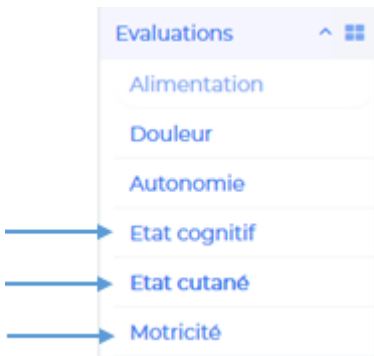 Evaluations
Alimentation
Douleur
Autonomie
Etat cognitif
Etat cutané
Motricité